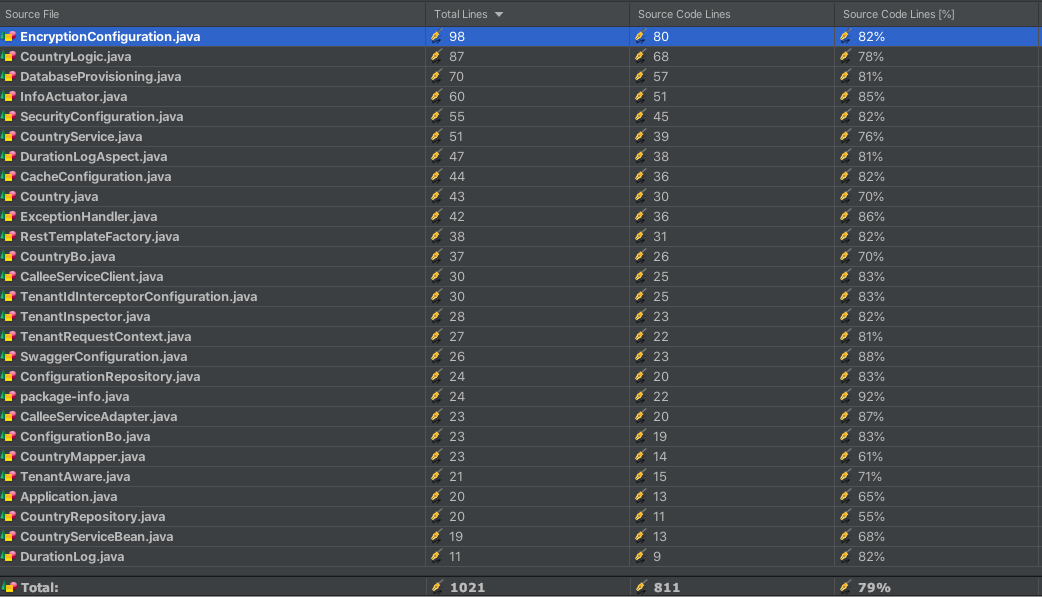 Source File Total Lines Source Code Lines Source Code Lines [%]
EncryptionConfiguration.java 98 80 82%
CountryLogic.java 87 68 78%
DatabaseProvisioning.java 70 57 81%
InfoActuator.java 60 51 85%
SecurityConfiguration.java 55 45 82%
CountryService.java 51 39 76%
DurationLogAspect.java 47 38 81%
CacheConfiguration.java 44 36 82%
Country.java 43 30 70%
ExceptionHandler.java 42 36 86%
RestTemplateFactory.java 38 31 82%
CountryBo.java 37 26 70%
CalleeServiceClient.java 30 25 83%
TenantIdInterceptorConfiguration.java 30 25 83%
TenantInspector.java 28 23 82%
TenantRequestContext.java 27 22 81%
SwaggerConfiguration.java 26 23 88%
ConfigurationRepository.java 24 20 83%
package-info.java 24 22 92%
CalleeServiceAdapter.java 23 20 87%
ConfigurationBo.java 23 19 83%
CountryMapper.java 23 14 61%
TenantAware.java 21 15 71%
Application.java 20 13 65%
CountryRepository.java 20 11 55%
CountryServiceBean.java 19 13 68%
DurationLog.java 11 9 82%
Total: 1021 811 79%